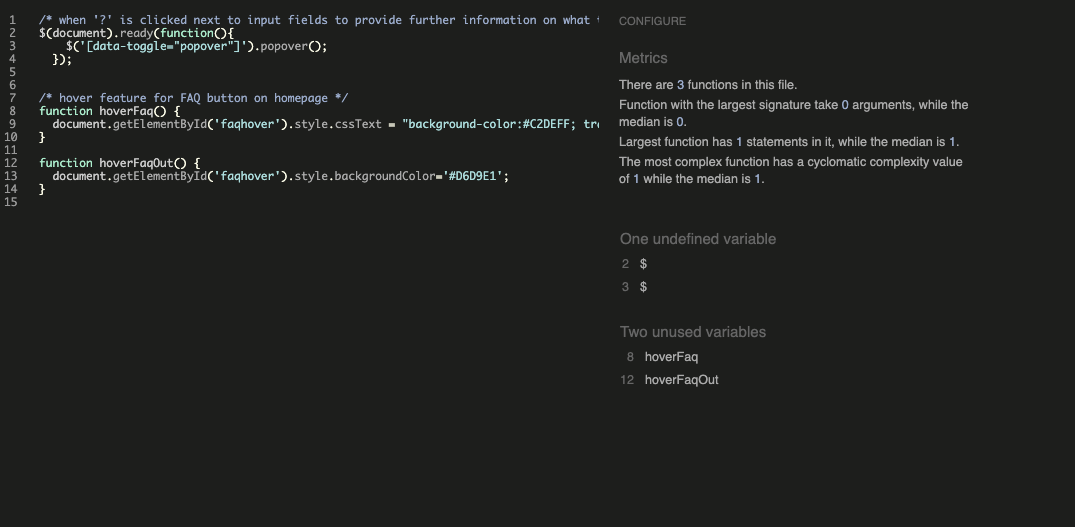 1 /* when '?' is clicked next to input fields to provide further information on what
2 $(document).ready(function(){
3 $('[data-toggle="popover"]').popover();
4 });
5
6
7 /* hover feature for FAQ button on homepage */
8 function hoverFaq() {
9 document.getElementById('faqhover').style.cssText = "background-color:#C2DEFF;
10 }
11
12 function hoverFaqOut() {
13 document.getElementById('faqhover').style.backgroundColor='#D6D9E1';
14 }
15
CONFIGURE
Metrics
There are 3 functions in this file.
Function with the largest signature take 0 arguments, while the
median is 0.
Largest function has 1 statements in it, while the median is 1.
The most complex function has a cyclomatic complexity value
of 1 while the median is 1.
One undefined variable
2 $
3 $
Two unused variables
8 hoverFaq
12 hoverFaqOut